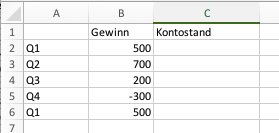 A B C
1 Gewinn Kontostand
2 Q1 500
3 Q2 700
4 Q3 200
5 Q4 -300
6 Q1 500
7